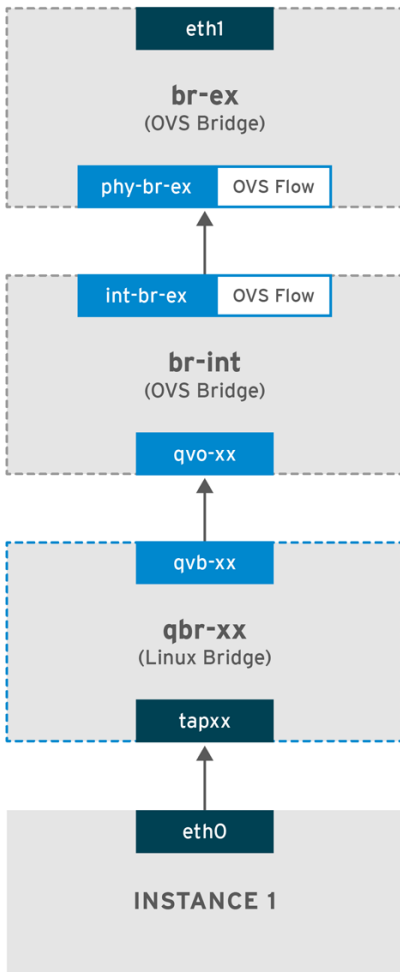 eth1
br-ex
(OVS Bridge)
phy-br-ex OVS Flow
int-br-ex OVS Flow
br-int
(OVS Bridge)
qvo-xx
qvb-xx
qbr-xx
(Linux Bridge)
tapxx
eth0
INSTANCE 1